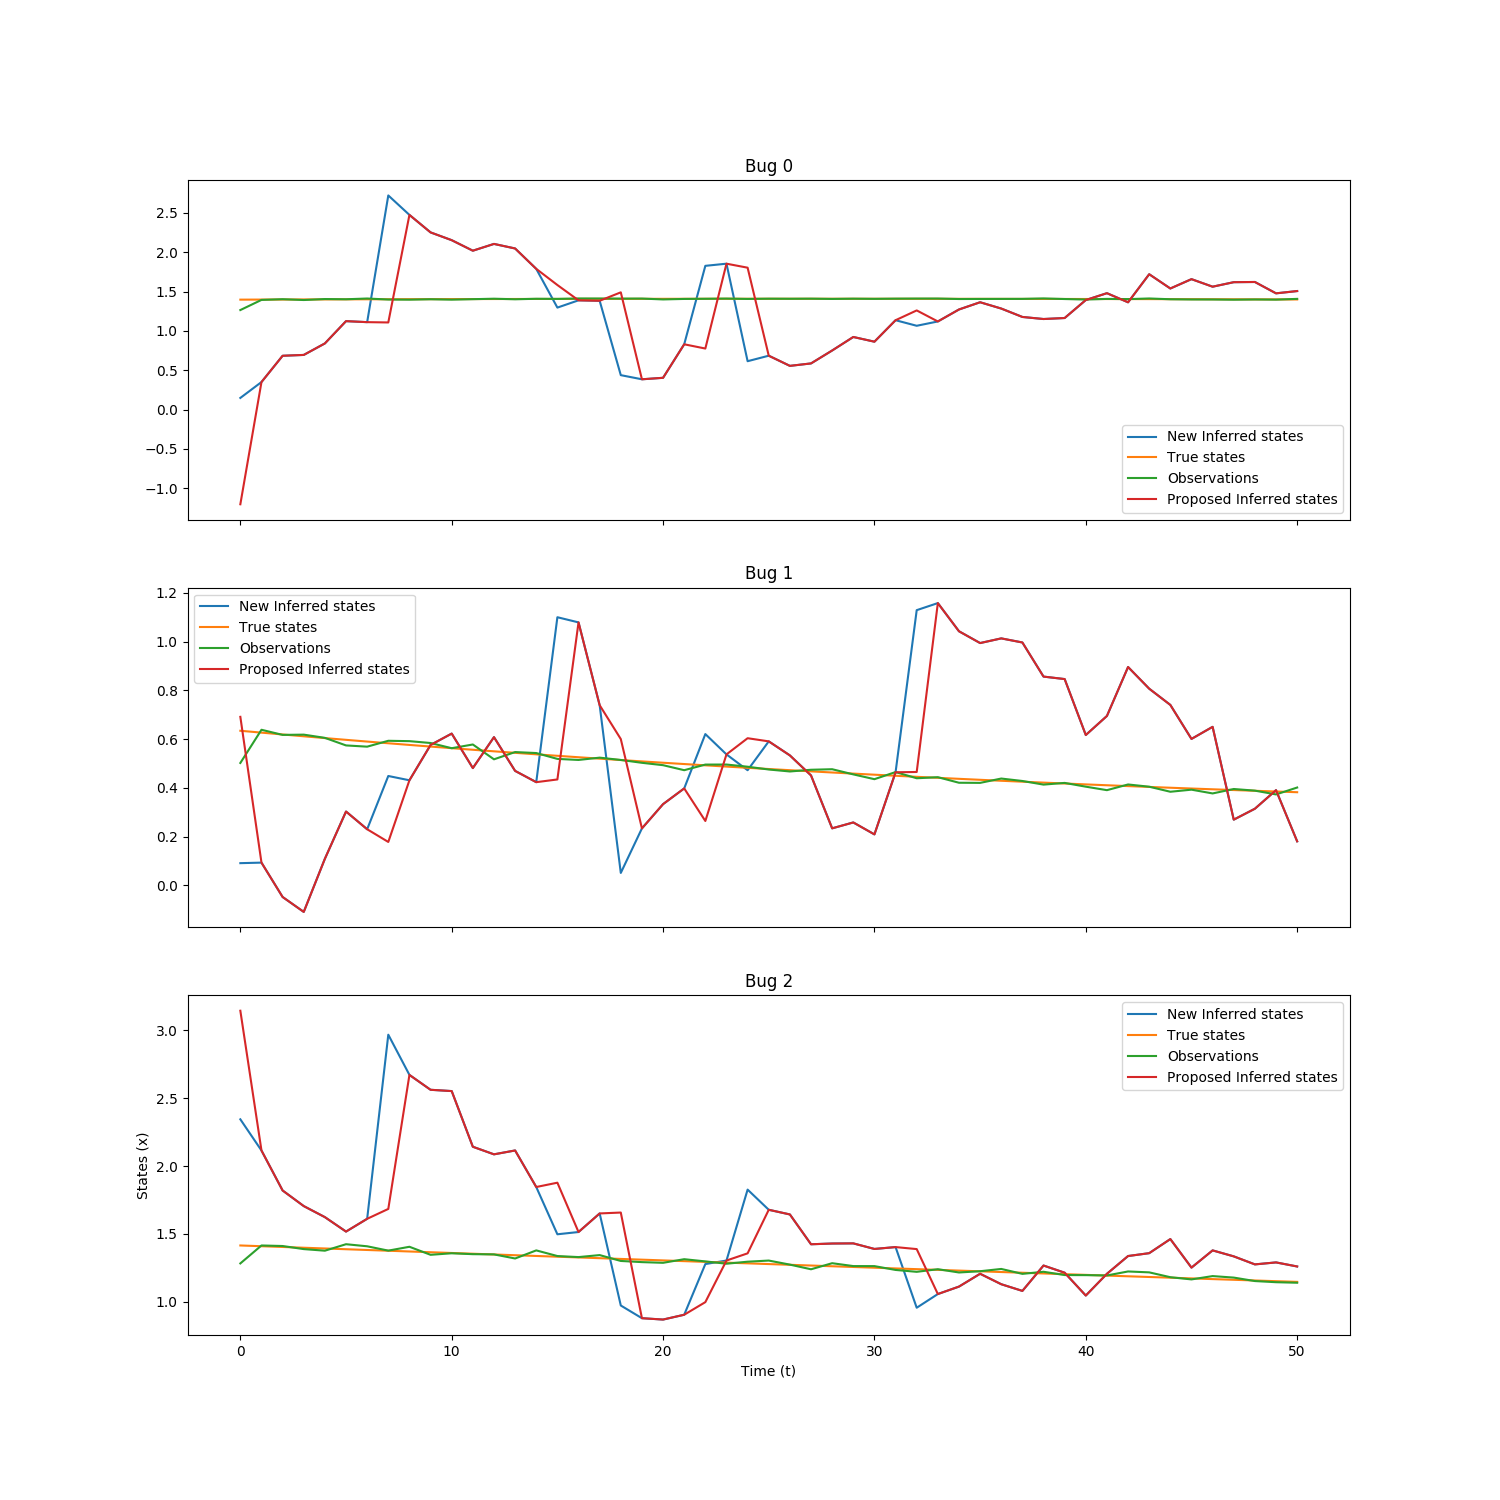 Bug 0
2.5
2.0
1.5
1.0
0.5
0.0
−0.5
−1.0
New Inferred states
True states
Observations
Proposed Inferred states
Bug 1
1.2
1.0
0.8
0.6
0.4
0.2
0.0
New Inferred states
True states
Observations
Proposed Inferred states
Bug 2
States (x)
3.0
2.5
2.0
1.5
1.0
New Inferred states
True states
Observations
Proposed Inferred states
0 10 20 30 40 50
Time (t)